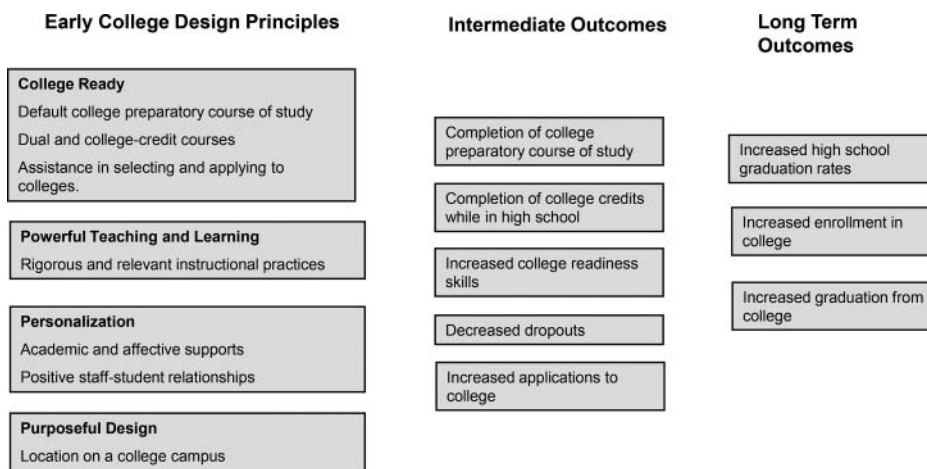 Early College Design Principles
Intermediate Outcomes
Long Term
Outcomes
College Ready
Default college preparatory course of study
Dual and college-credit courses
Assistance in selecting and applying to
colleges.
Powerful Teaching and Learning
Rigorous and relevant instructional practices
Personalization
Academic and affective supports
Positive staff-student relationships
Purposeful Design
Location on a college campus
Completion of college
preparatory course of study
Completion of college credits
while in high school
Increased college readiness
skills
Decreased dropouts
Increased applications to
college
Increased high school
graduation rates
Increased enrollment in
college
Increased graduation from
college